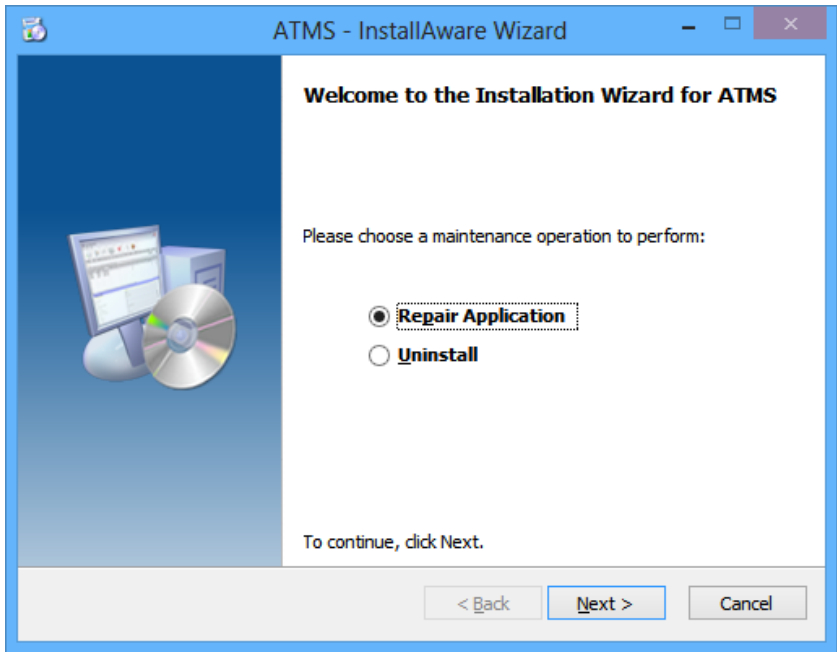 ATMS - InstallAware Wizard
Welcome to the Installation Wizard for ATMS
Please choose a maintenance operation to perform:
Repair Application
Uninstall
To continue, click Next.
< Back Next > Cancel